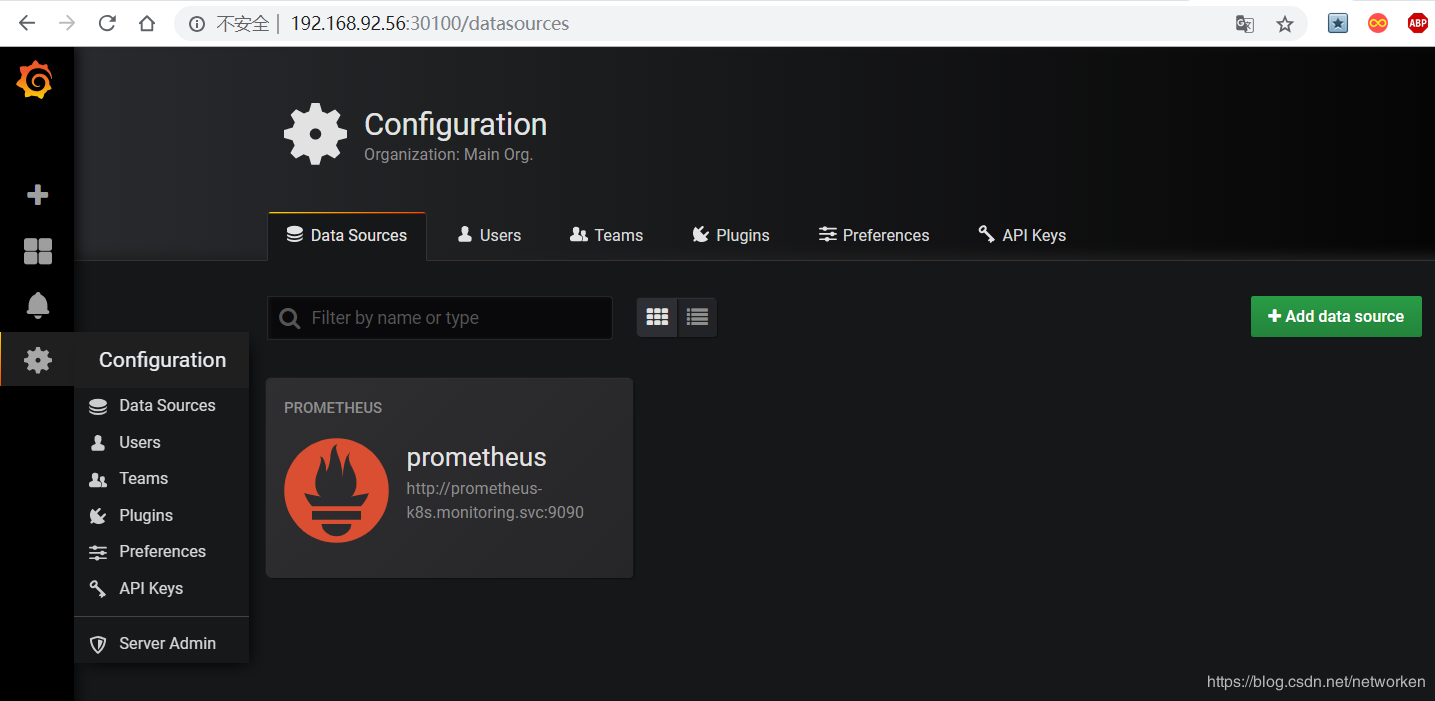 不安全 | 192.168.92.56:30100/datasources
ABP
Configuration
Organization: Main Org.
Data Sources
Users
Teams
Plugins
Preferences
API Keys
Filter by name or type
Add data source
Configuration
Data Sources
Users
Teams
Plugins
Preferences
API Keys
Server Admin
PROMETHEUS
prometheus
http://prometheus-
k8s.monitoring.svc:9090
https://blog.csdn.net/networken